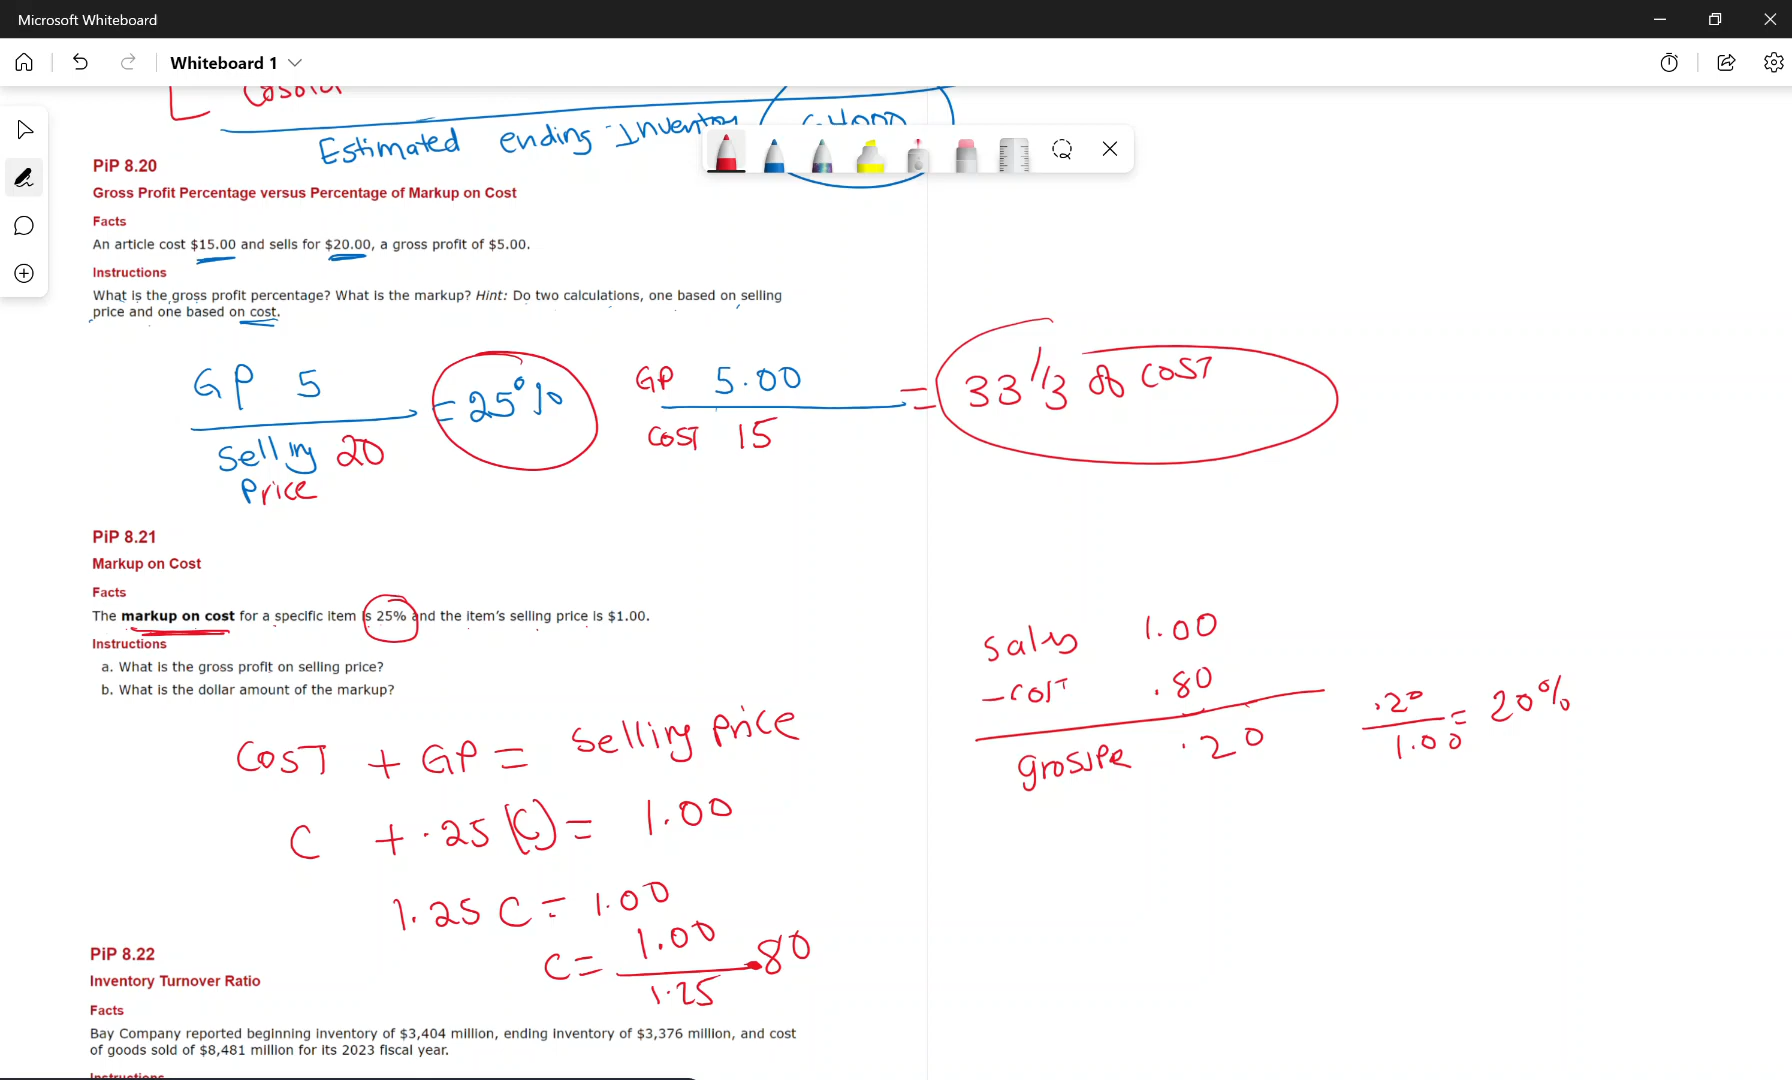 Microsoft Whiteboard
Whiteboard 1
Estimated ending Inventory
PiP 8.20
Gross Profit Percentage versus Percentage of Markup on Cost
Facts
An article cost $15.00 and sells for $20.00, a gross profit of $5.00.
Instructions
What is the gross profit percentage? What is the markup? Hint: Do two calculations, one based on selling
price and one based on cost.
GP 5
Selling 20
Price
= 25%
GP 5.00
COST 15
= 33 1/3 of COST
PiP 8.21
Markup on Cost
Facts
The markup on cost for a specific item is 25% and the item's selling price is $1.00.
Instructions
a. What is the gross profit on selling price?
b. What is the dollar amount of the markup?
COST + GP = Selling Price
C + .25 (C) = 1.00
1.25 C = 1.00
C = 1.00
1.25
.80
Sales 1.00
- COST .80
.20
.20
1.00
= 20%
PiP 8.22
Inventory Turnover Ratio
Facts
Bay Company reported beginning inventory of $3,404 million, ending inventory of $3,376 million, and cost
of goods sold of $8,481 million for its 2023 fiscal year.
Instructions